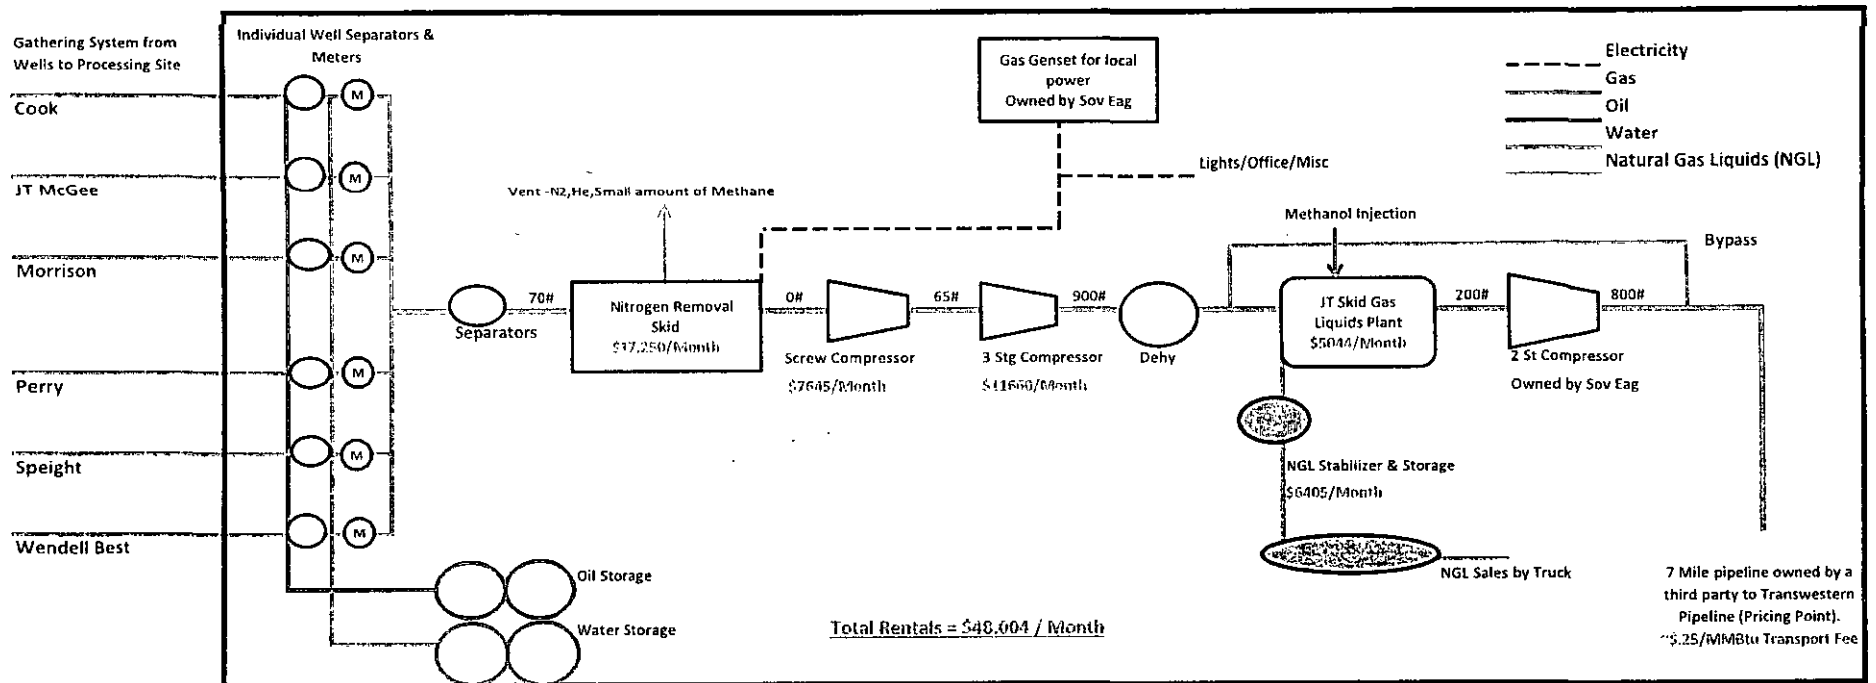 Gathering System from
Wells to Processing Site
Individual Well Separators &
Meters
Cook
M
JT McGee
M
Morrison
M
Perry
M
Speight
M
Wendell Best
M
Separators
70#
Vent -N2,He,Small amount of Methane
Nitrogen Removal
Skid
$17,250/Month
0#
Screw Compressor
$7645/Month
65#
3 Stg Compressor
$11660/Month
900#
Dehy
Gas Genset for local
power
Owned by Sov Eag
Lights/Office/Misc
Methanol Injection
Bypass
JT Skid Gas
Liquids Plant
$5044/Month
200#
2 St Compressor
Owned by Sov Eag
800#
NGL Stabilizer & Storage
$6405/Month
NGL Sales by Truck
Oil Storage
Water Storage
Total Rentals = $48,004 / Month
7 Mile pipeline owned by a
third party to Transwestern
Pipeline (Pricing Point).
~$.25/MMBtu Transport Fee
Electricity
Gas
Oil
Water
Natural Gas Liquids (NGL)